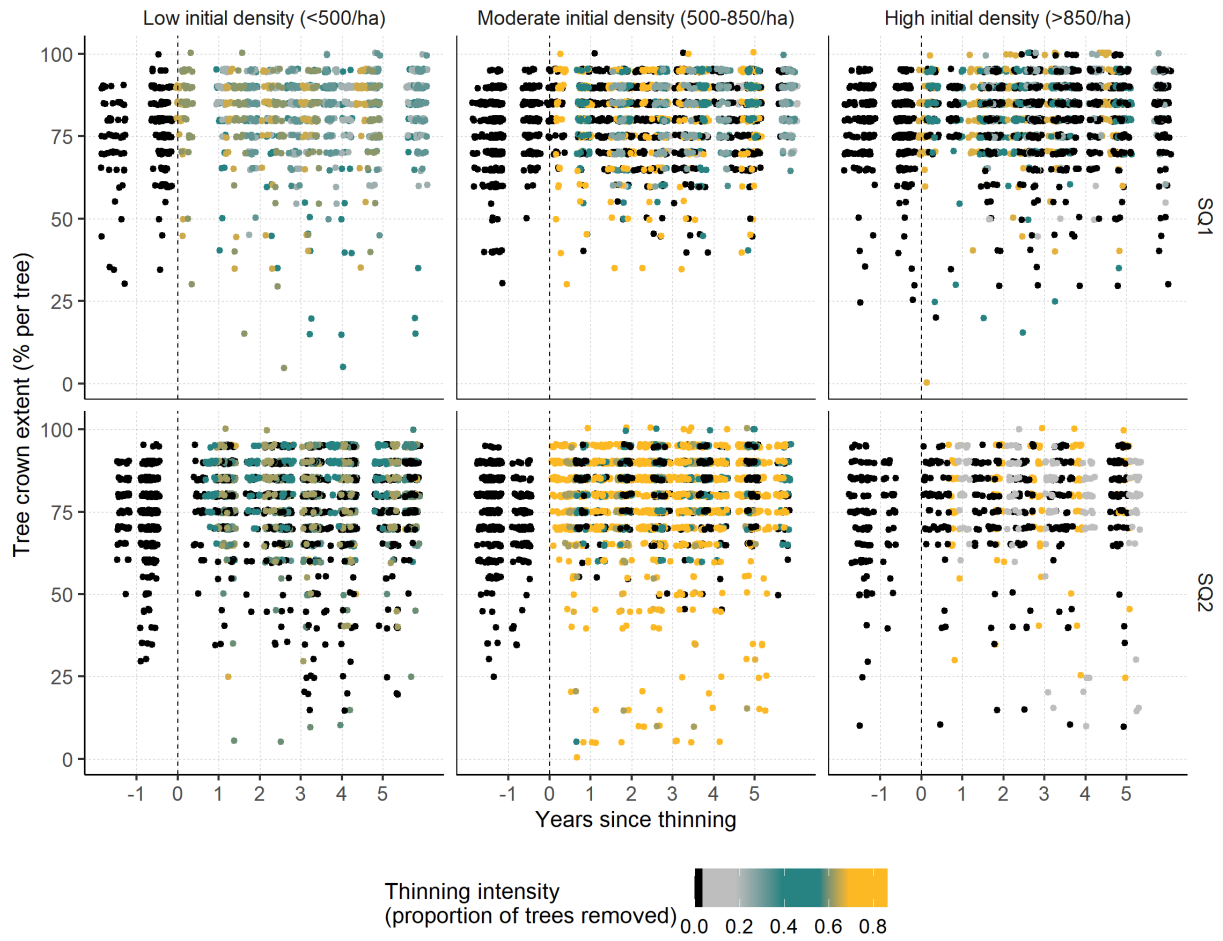 Low initial density (<500/ha)
Moderate initial density (500-850/ha)
High initial density (>850/ha)
Tree crown extent (% per tree)
100
75
50
25
0
SQ1
100
75
50
25
0
SQ2
-1 0 1 2 3 4 5
-1 0 1 2 3 4 5
-1 0 1 2 3 4 5
Years since thinning
Thinning intensity
(proportion of trees removed)
0.0 0.2 0.4 0.6 0.8